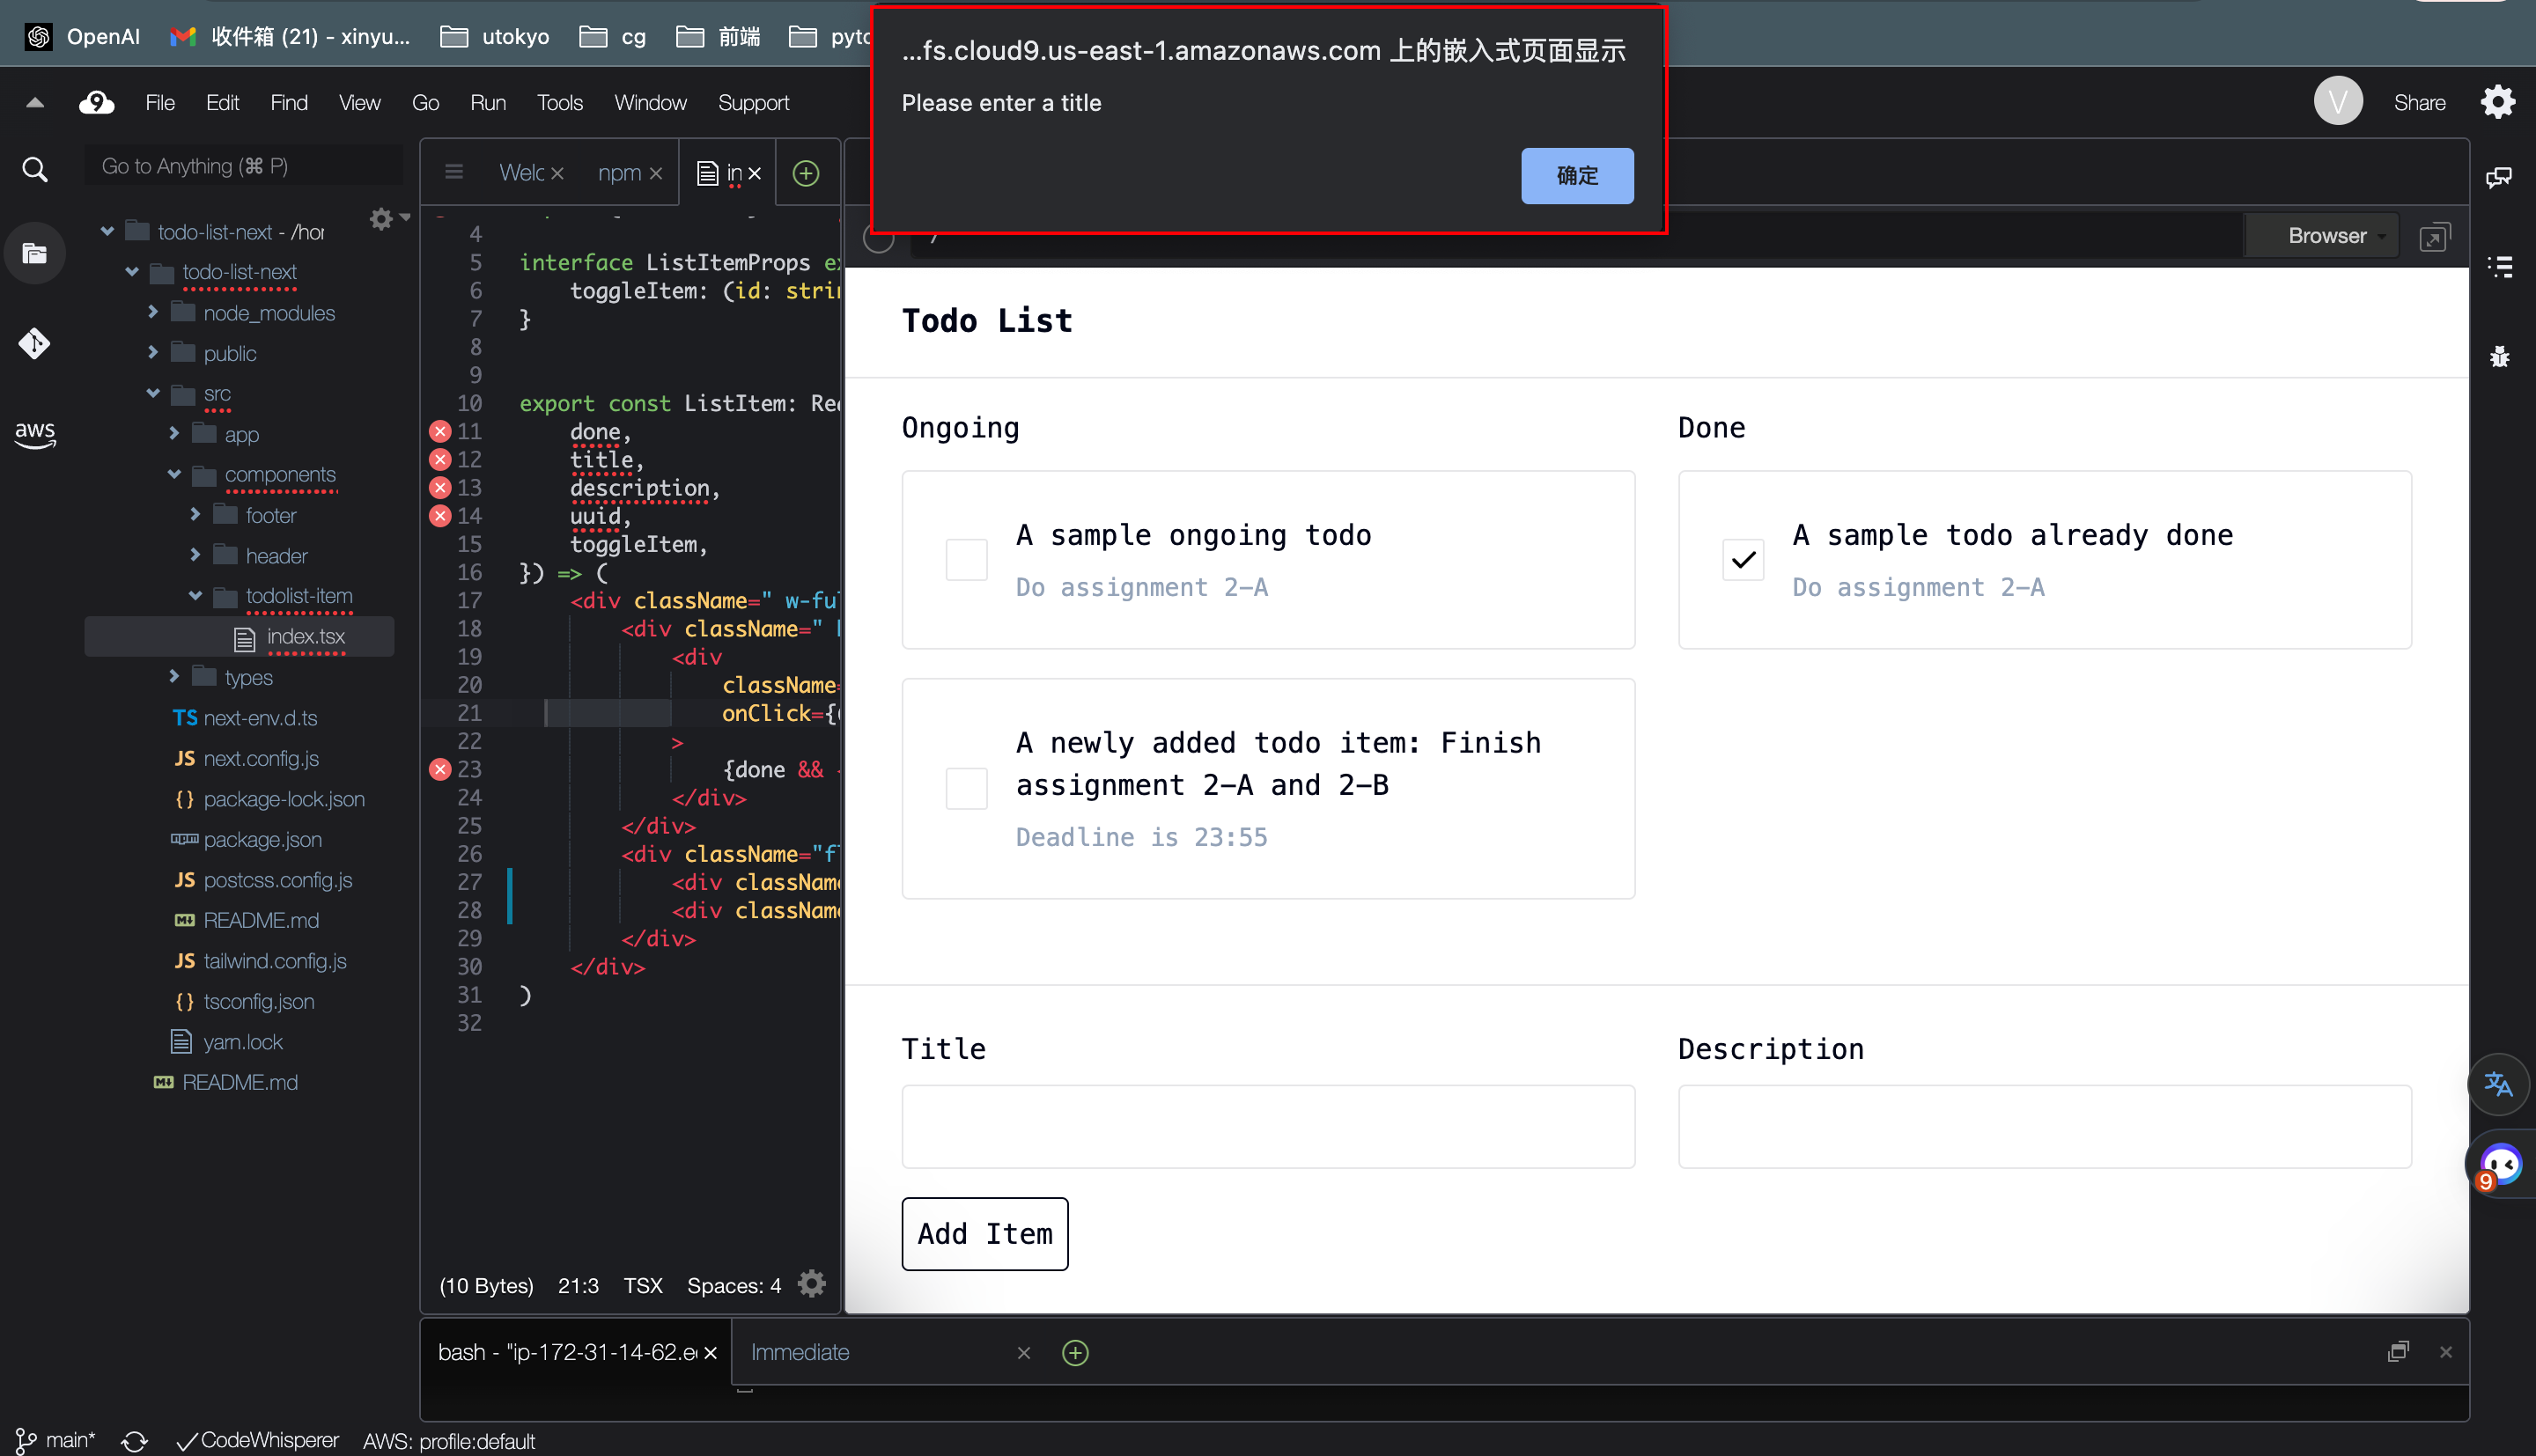 OpenAI
收件箱 (21) - xinyu...
utokyo
cg
前端
...fs.cloud9.us-east-1.amazonaws.com 上的嵌入式页面显示
Please enter a title
确定
File Edit Find View Go Run Tools Window Support
V
Share
Go to Anything (⌘ P)
todo-list-next - /hor
todo-list-next
node_modules
public
src
app
components
footer
header
todolist-item
index.tsx
types
TS next-env.d.ts
JS next.config.js
{} package-lock.json
package.json
JS postcss.config.js
README.md
JS tailwind.config.js
{} tsconfig.json
yarn.lock
README.md
aws
Welc
npm
in
4
5 interface ListItemProps ex
6 toggleItem: (id: strin
7 }
8
9
10 export const ListItem: Rea
11 done,
12 title,
13 description,
14 uuid,
15 toggleItem,
16 }) => (
17 <div className=" w-ful
18 <div className="
19 <div
20 className=
21 onClick={
22 >
23 {done &&
24 </div>
25 </div>
26 <div className="f
27 <div classNam
28 <div classNam
29 </div>
30 </div>
31 )
32
(10 Bytes) 21:3 TSX Spaces: 4
/
Browser
Todo List
Ongoing
A sample ongoing todo
Do assignment 2-A
A newly added todo item: Finish
assignment 2-A and 2-B
Deadline is 23:55
Done
A sample todo already done
Do assignment 2-A
Title
Description
Add Item
9
bash - "ip-172-31-14-62.e
Immediate
main*
CodeWhisperer
AWS: profile:default